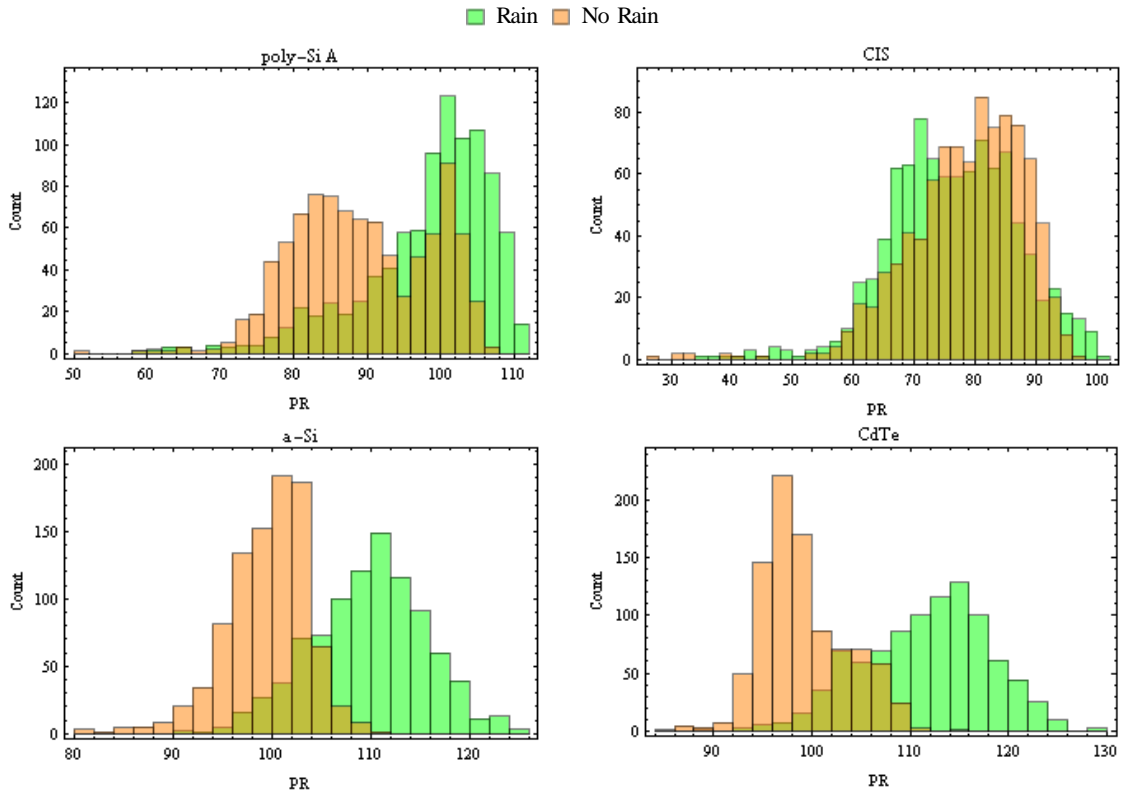 Rain No Rain
poly-Si A
120
100
80
60
40
20
0
Count
50 60 70 80 90 100 110
PR
CIS
80
60
40
20
0
Count
30 40 50 60 70 80 90 100
PR
a-Si
200
150
100
50
0
Count
80 90 100 110 120
PR
CdTe
200
150
100
50
0
Count
90 100 110 120 130
PR